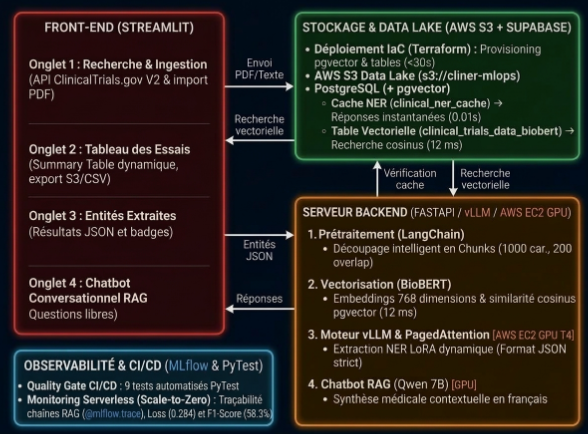 FRONT-END (STREAMLIT)
Onglet 1 : Recherche & Ingestion
(API ClinicalTrials.gov V2 & import
PDF)
Onglet 2 : Tableau des Essais
(Summary Table dynamique,
export S3/CSV)
Onglet 3 : Entités Extraites
(Résultats JSON et badges)
Onglet 4 : Chatbot
Conversationnel RAG
Questions libres)
Envoi
PDF/Texte
Recherche
vectorielle
Entités
JSON
Réponses
STOCKAGE & DATA LAKE (AWS S3 + SUPABASE)
• Déploiement IaC (Terraform) : Provisioning
pgvector & tables (<30s)
• AWS S3 Data Lake (s3://cliner-mlops)
• PostgreSQL (+ pgvector)
○ Cache NER (clinical_ner_cache) →
Réponses instantanées (0.01s)
○ Table Vectorielle (clinical_trials_data_biobert) →
Recherche cosinus (12 ms)
Vérification
cache
Recherche
vectorielle
SERVEUR BACKEND (FASTAPI / vLLM / AWS EC2 GPU)
1. Prétraitement (LangChain)
• Découpage intelligent en Chunks (1000 car., 200
overlap)
2. Vectorisation (BioBERT)
• Embeddings 768 dimensions & similarité cosinus
pgvector (12 ms)
3. Moteur vLLM & PagedAttention [AWS EC2 GPU T4]
• Extraction NER LoRA dynamique (Format JSON
strict)
4. Chatbot RAG (Qwen 7B) [GPU]
• Synthèse médicale contextuelle en français
OBSERVABILITÉ & CI/CD (MLflow & PyTest)
• Quality Gate CI/CD : 9 tests automatisés PyTest
• Monitoring Serverless (Scale-to-Zero) : Traçabilité
chaînes RAG (@mlflow.trace), Loss (0.284) et F1-Score (58.3%)